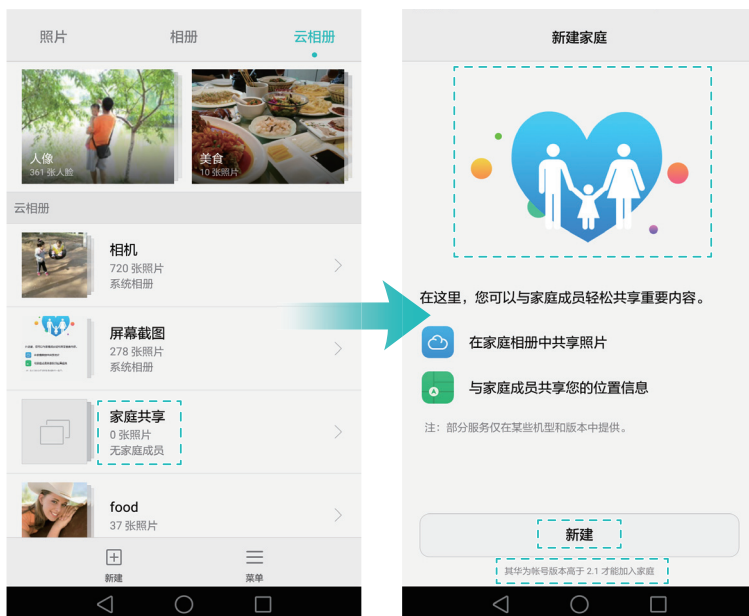 照片
相册
云相册
人像
361 张人脸
美食
10 张照片
云相册
相机
720 张照片
系统相册
屏幕截图
278 张照片
系统相册
家庭共享
0 张照片
无家庭成员
food
37 张照片
新建
菜单
新建家庭
在这里，您可以与家庭成员轻松共享重要内容。
在家庭相册中共享照片
与家庭成员共享您的位置信息
注：部分服务仅在某些机型和版本中提供。
新建
其华为帐号版本高于 2.1 才能加入家庭